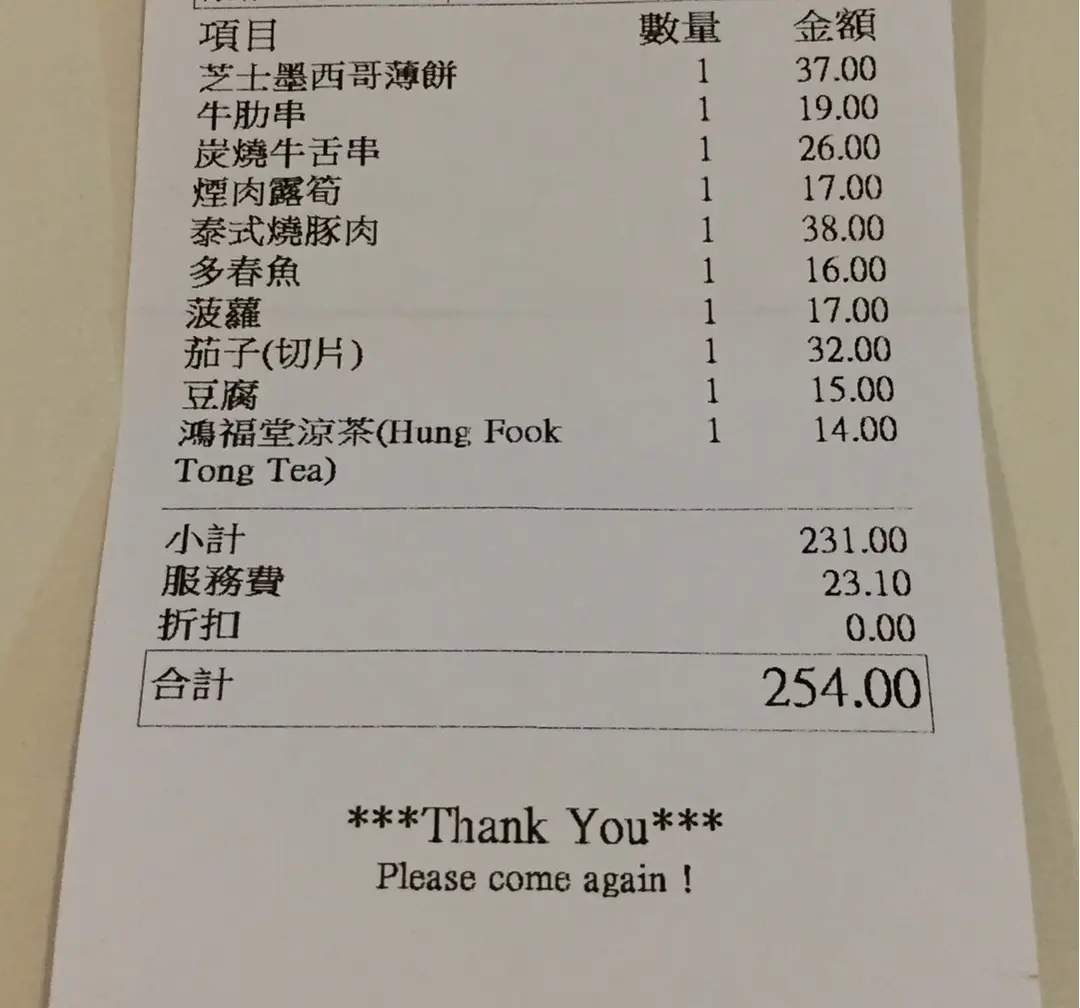 項目 數量 金額
芝士墨西哥薄餅 1 37.00
牛肋串 1 19.00
炭燒牛舌串 1 26.00
煙肉露筍 1 17.00
泰式燒豚肉 1 38.00
多春魚 1 16.00
菠蘿 1 17.00
茄子(切片) 1 32.00
豆腐 1 15.00
鴻福堂涼茶(Hung Fook 1 14.00
Tong Tea)
小計 231.00
服務費 23.10
折扣 0.00
合計 254.00
***Thank You***
Please come again !